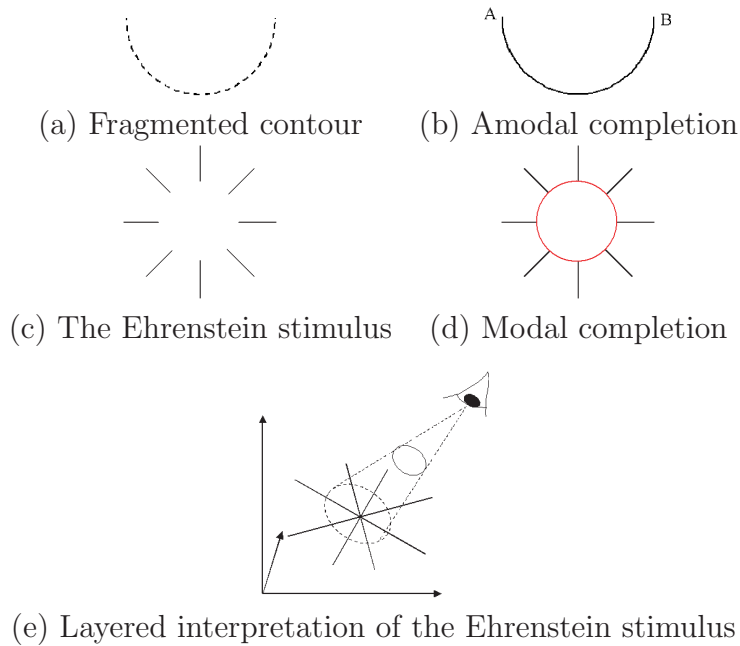 A B
(a) Fragmented contour (b) Amodal completion
(c) The Ehrenstein stimulus (d) Modal completion
(e) Layered interpretation of the Ehrenstein stimulus